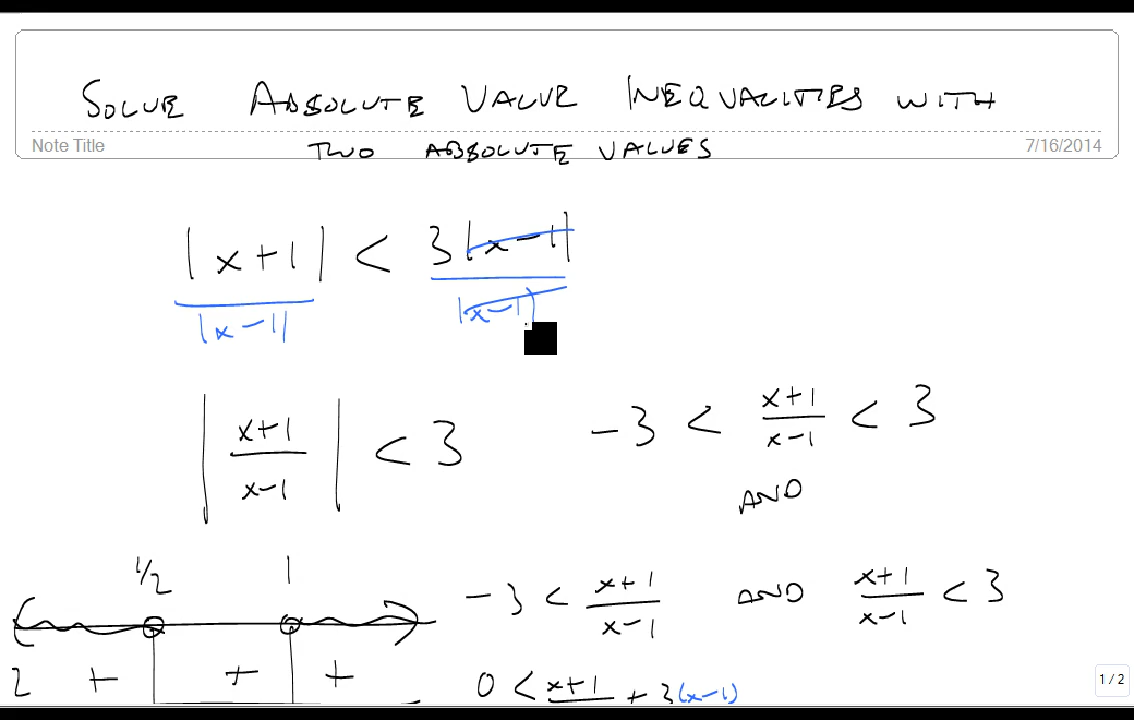 SOLVE ABSOLUTE VALUE INEQUALITIES WITH
TWO ABSOLUTE VALUES
Note Title
7/16/2014
|x+1| < 3|x-1|
|x-1| |x-1|
|x+1/x-1| < 3
-3 < x+1/x-1 < 3
AND
1/2 1
-3 < x+1/x-1 AND x+1/x-1 < 3
2 + + +
0 < x+1 + 3(x-1)
1 / 2